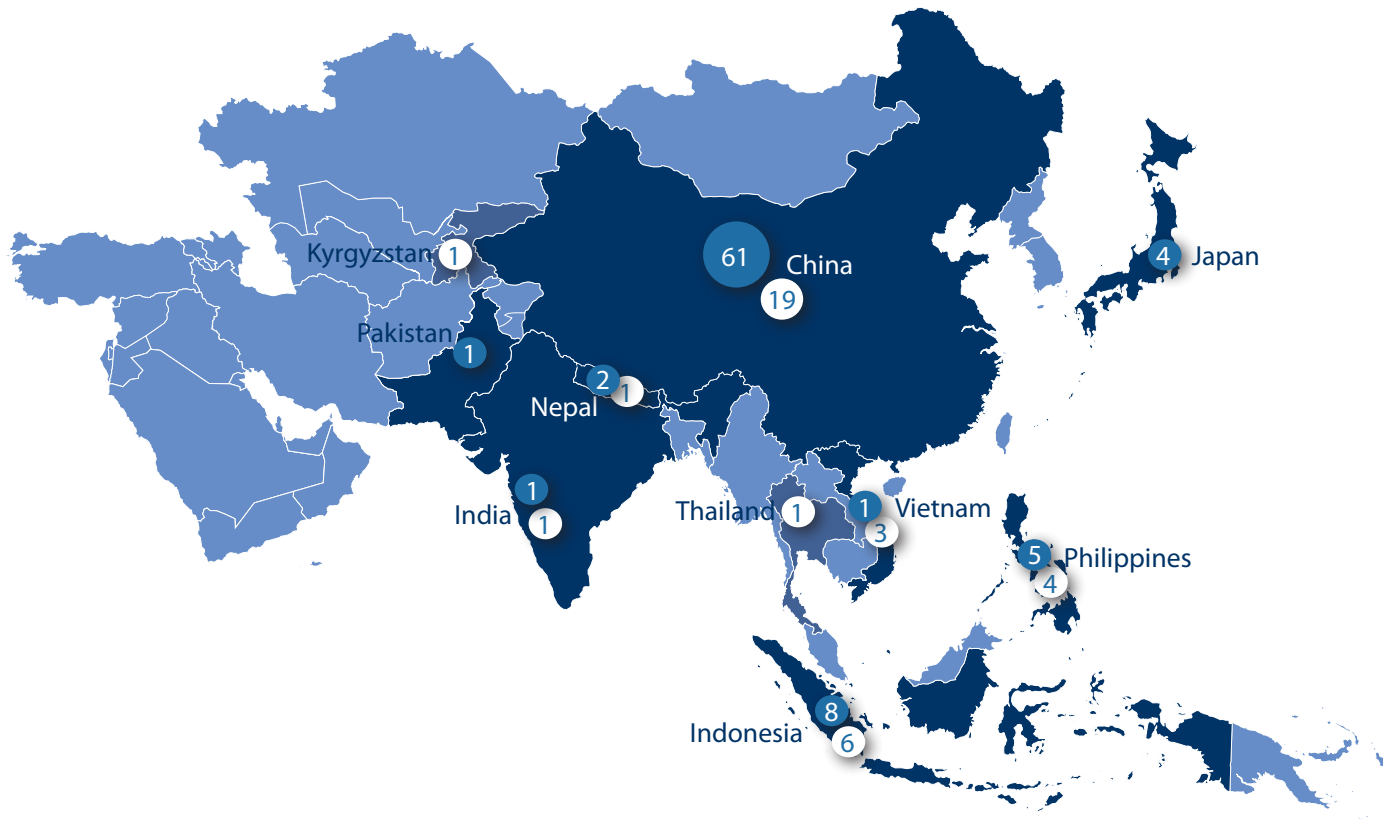 Kyrgyzstan
1
61
China
19
4
Japan
Pakistan
1
2
1
Nepal
1
India
1
Thailand
1
1
Vietnam
3
5
Philippines
4
8
Indonesia
6